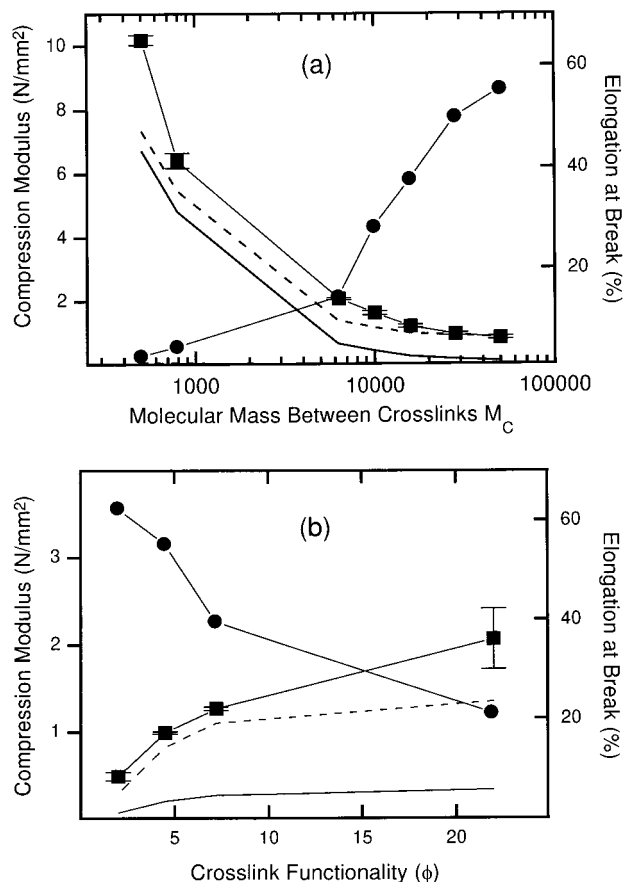 (a)
Compression Modulus (N/mm²)
10
8
6
4
2
60
40
20
Elongation at Break (%)
1000
10000
100000
Molecular Mass Between Crosslinks M_C
(b)
Compression Modulus (N/mm²)
3
2
1
60
40
20
Elongation at Break (%)
5
10
15
20
Crosslink Functionality (ϕ)